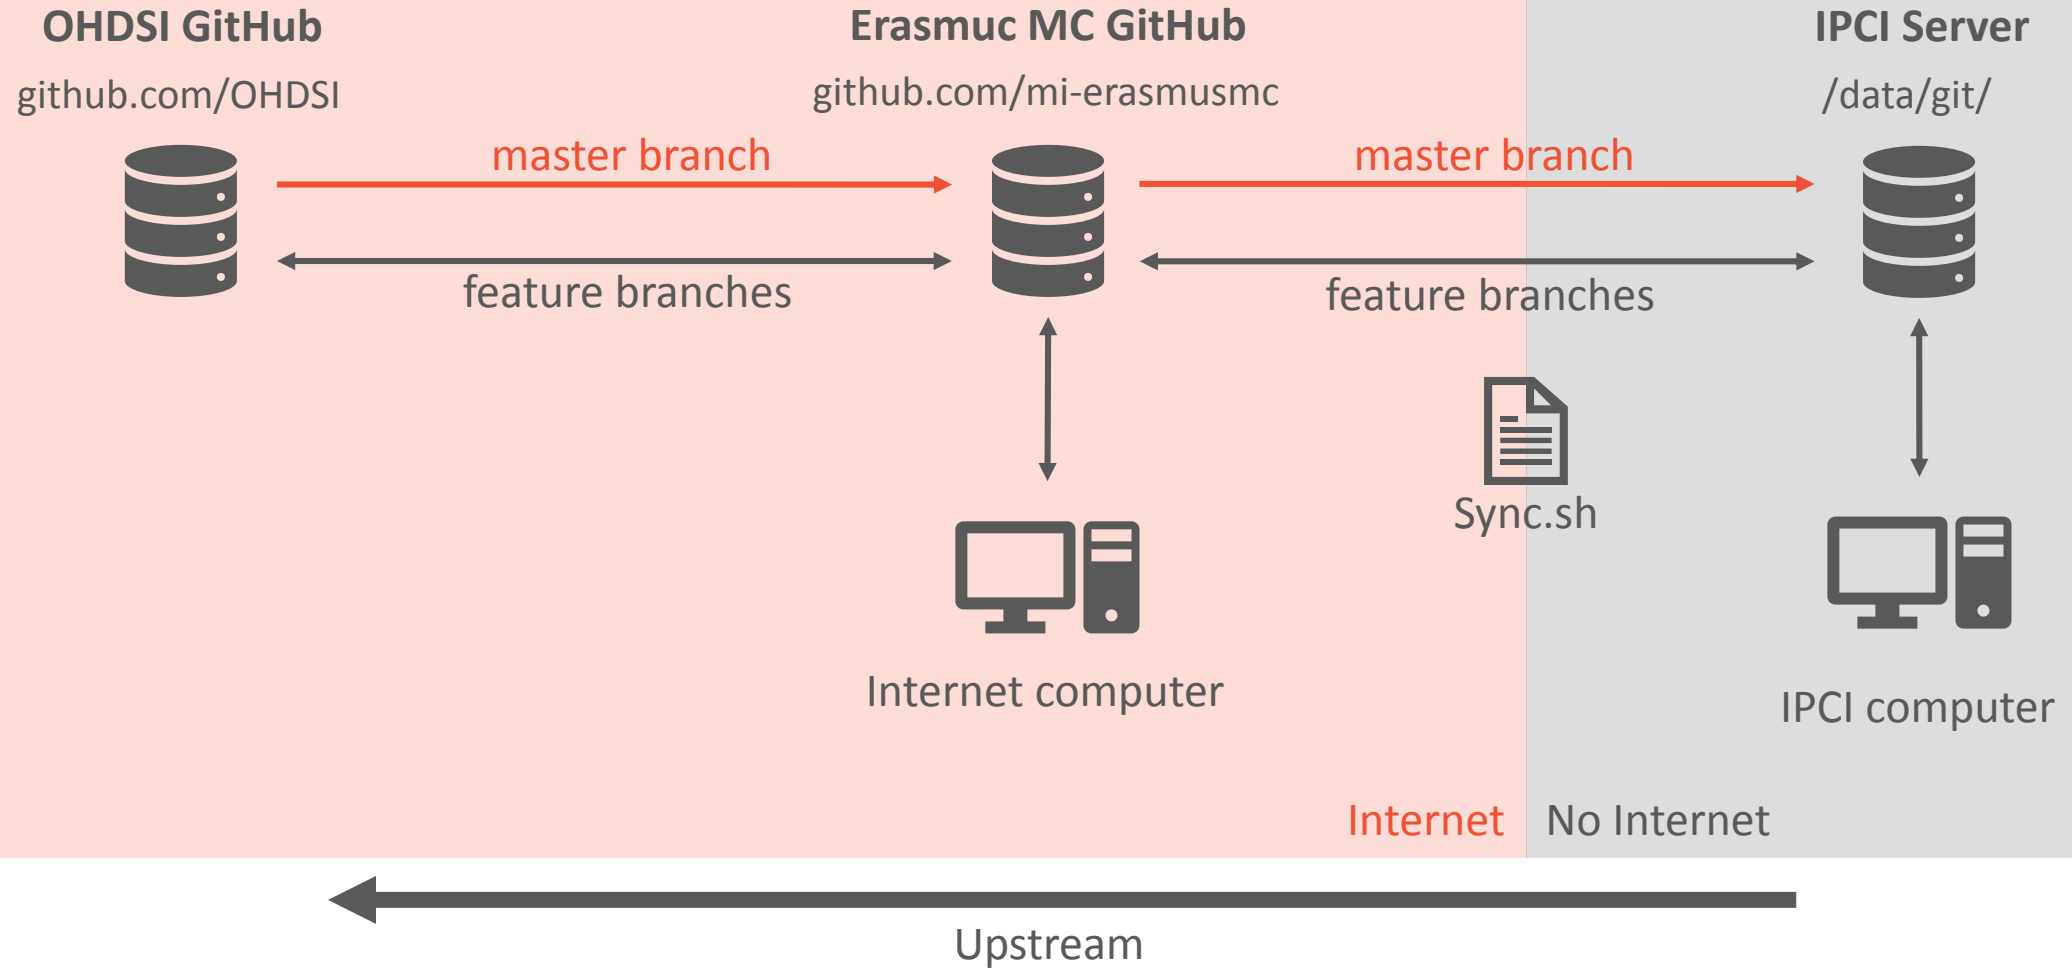 OHDSI GitHub
github.com/OHDSI
Erasmuc MC GitHub
github.com/mi-erasmusmc
IPCI Server
/data/git/
master branch
master branch
feature branches
feature branches
Sync.sh
Internet computer
IPCI computer
Internet
No Internet
Upstream